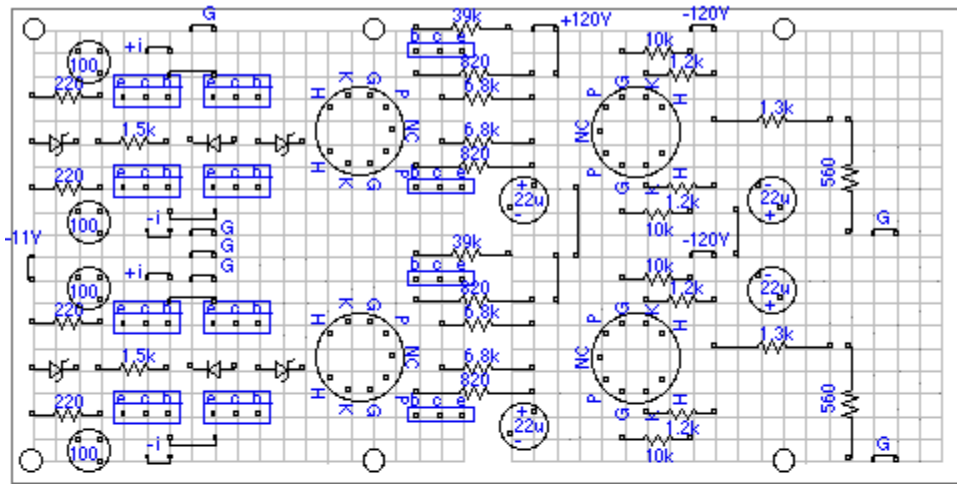 G 39k +120V -120V
+i b c e 10k
100 820 1.2k
220 e c b e c b K G 6.8k G K
H P P H
1.5k NC 6.8k NC 1.3k
820
220 H P b c e P H 560
100 K G 22u G 1.2k 22u
-i + - 10k - +
G G
-11V G 39k -120V
+i G b c e 10k
100 820 1.2k 22u
220 e c b e c b K G 6.8k G K - +
H P P H
1.5k NC 6.8k NC 1.3k
820
220 H P b c e P H 560
100 K G 22u G 1.2k
-i + - 10k G